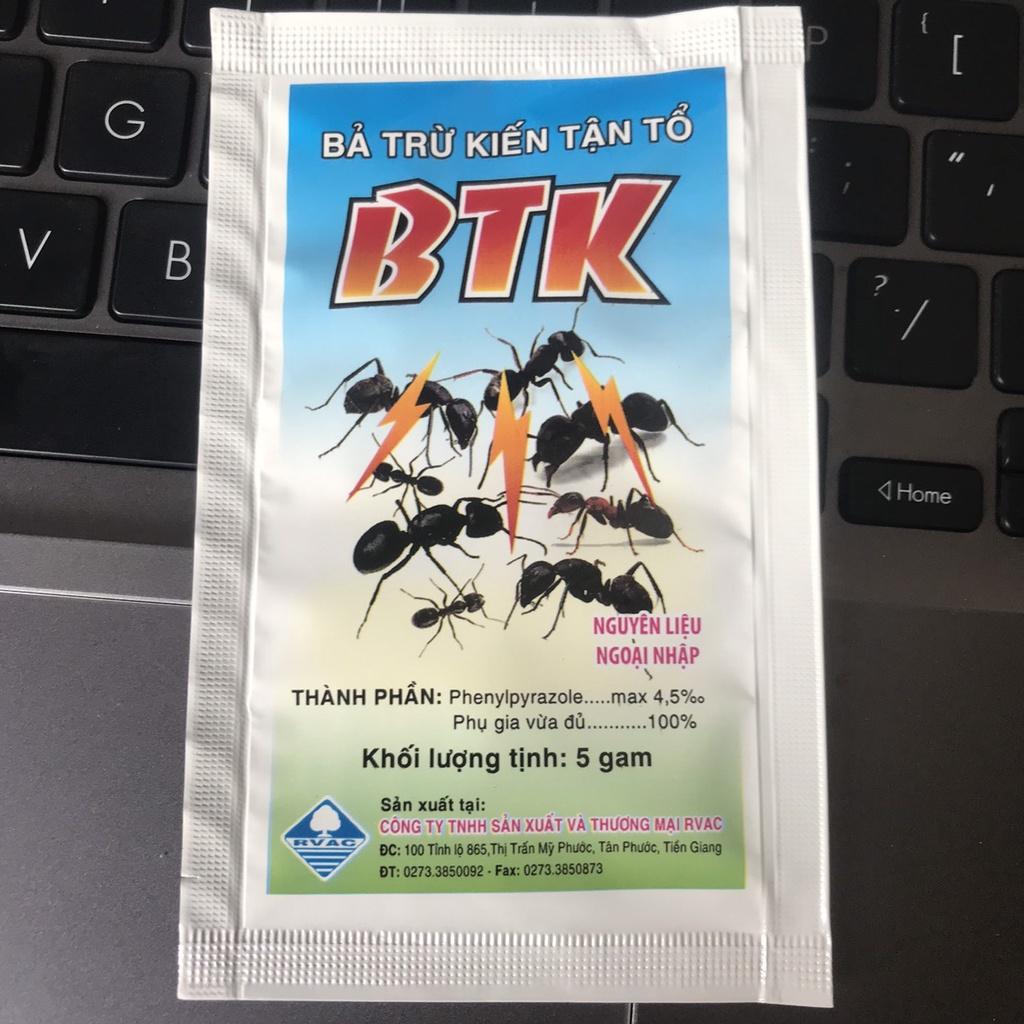 BẢ TRỪ KIẾN TẬN TỔ
BTK
NGUYÊN LIỆU
NGOẠI NHẬP
THÀNH PHẦN: Phenylpyrazole.....max 4,5‰
Phụ gia vừa đủ...........100%
Khối lượng tịnh: 5 gam
RVAC
Sản xuất tại:
CÔNG TY TNHH SẢN XUẤT VÀ THƯƠNG MẠI RVAC
ĐC: 100 Tỉnh lộ 865,Thị Trấn Mỹ Phước, Tân Phước, Tiền Giang
ĐT: 0273.3850092 - Fax: 0273.3850873
G
V
B
P
{
[
;
"
,
?
/
Home